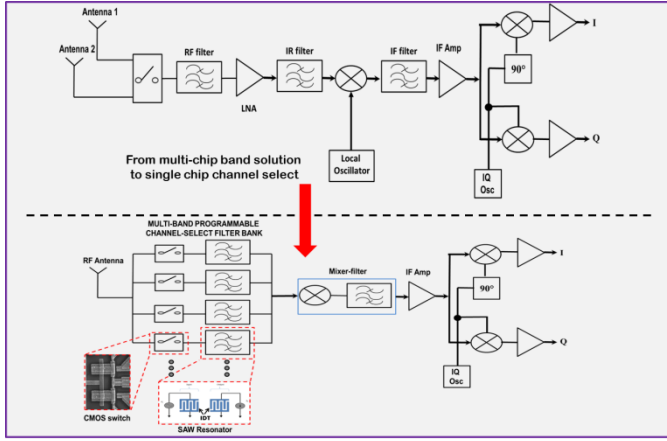 Antenna 1
Antenna 2
RF filter
LNA
IR filter
IF filter
IF Amp
I
90°
Q
Local
Oscillator
IQ
Osc
From multi-chip band solution
to single chip channel select
MULTI-BAND PROGRAMMABLE
CHANNEL-SELECT FILTER BANK
RF Antenna
Mixer-filter
IF Amp
I
90°
Q
IQ
Osc
CMOS switch
IDT
SAW Resonator